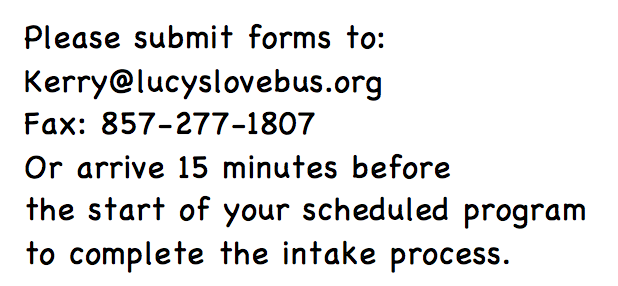 Please submit forms to:
Kerry@lucyslovebus.org
Fax: 857-277-1807
Or arrive 15 minutes before
the start of your scheduled program
to complete the intake process.